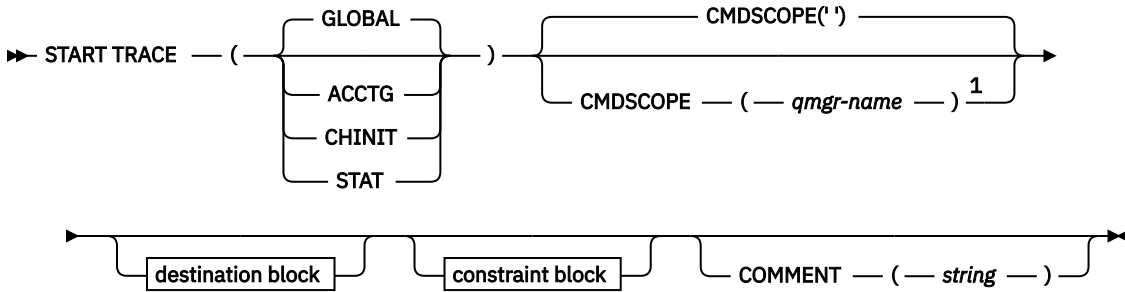 GLOBAL
CMDSCOPE(' ')
START TRACE ( )
ACCTG
CMDSCOPE ( qmgr-name ) 1
CHINIT
STAT
destination block constraint block COMMENT ( string )